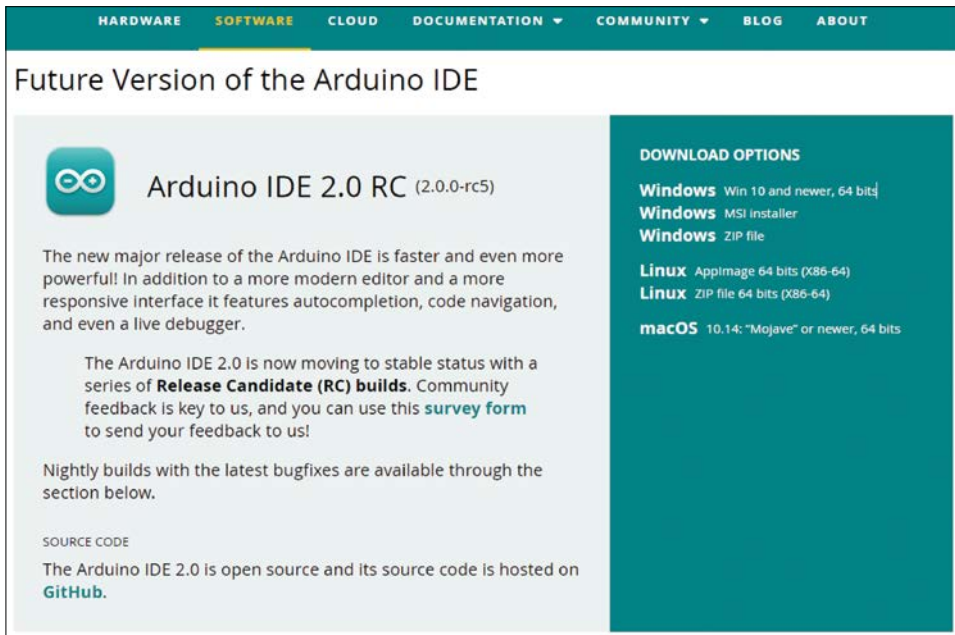 HARDWARE SOFTWARE CLOUD DOCUMENTATION COMMUNITY BLOG ABOUT
Future Version of the Arduino IDE
Arduino IDE 2.0 RC (2.0.0-rc5)
The new major release of the Arduino IDE is faster and even more
powerful! In addition to a more modern editor and a more
responsive interface it features autocompletion, code navigation,
and even a live debugger.
The Arduino IDE 2.0 is now moving to stable status with a
series of Release Candidate (RC) builds. Community
feedback is key to us, and you can use this survey form
to send your feedback to us!
Nightly builds with the latest bugfixes are available through the
section below.
SOURCE CODE
The Arduino IDE 2.0 is open source and its source code is hosted on
GitHub.
DOWNLOAD OPTIONS
Windows Win 10 and newer, 64 bits
Windows MSI installer
Windows ZIP file
Linux AppImage 64 bits (X86-64)
Linux ZIP file 64 bits (X86-64)
macOS 10.14: “Mojave” or newer, 64 bits